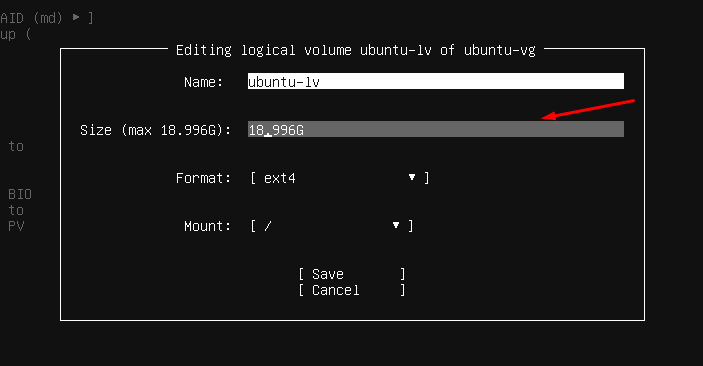 AID (md) ▶ ]
up (
Editing logical volume ubuntu-lv of ubuntu-vg
Name: ubuntu-lv
Size (max 18.996G): 18.996G
to
Format: [ ext4 ▼ ]
BIO
to
PV
Mount: [ / ▼ ]
[ Save ]
[ Cancel ]